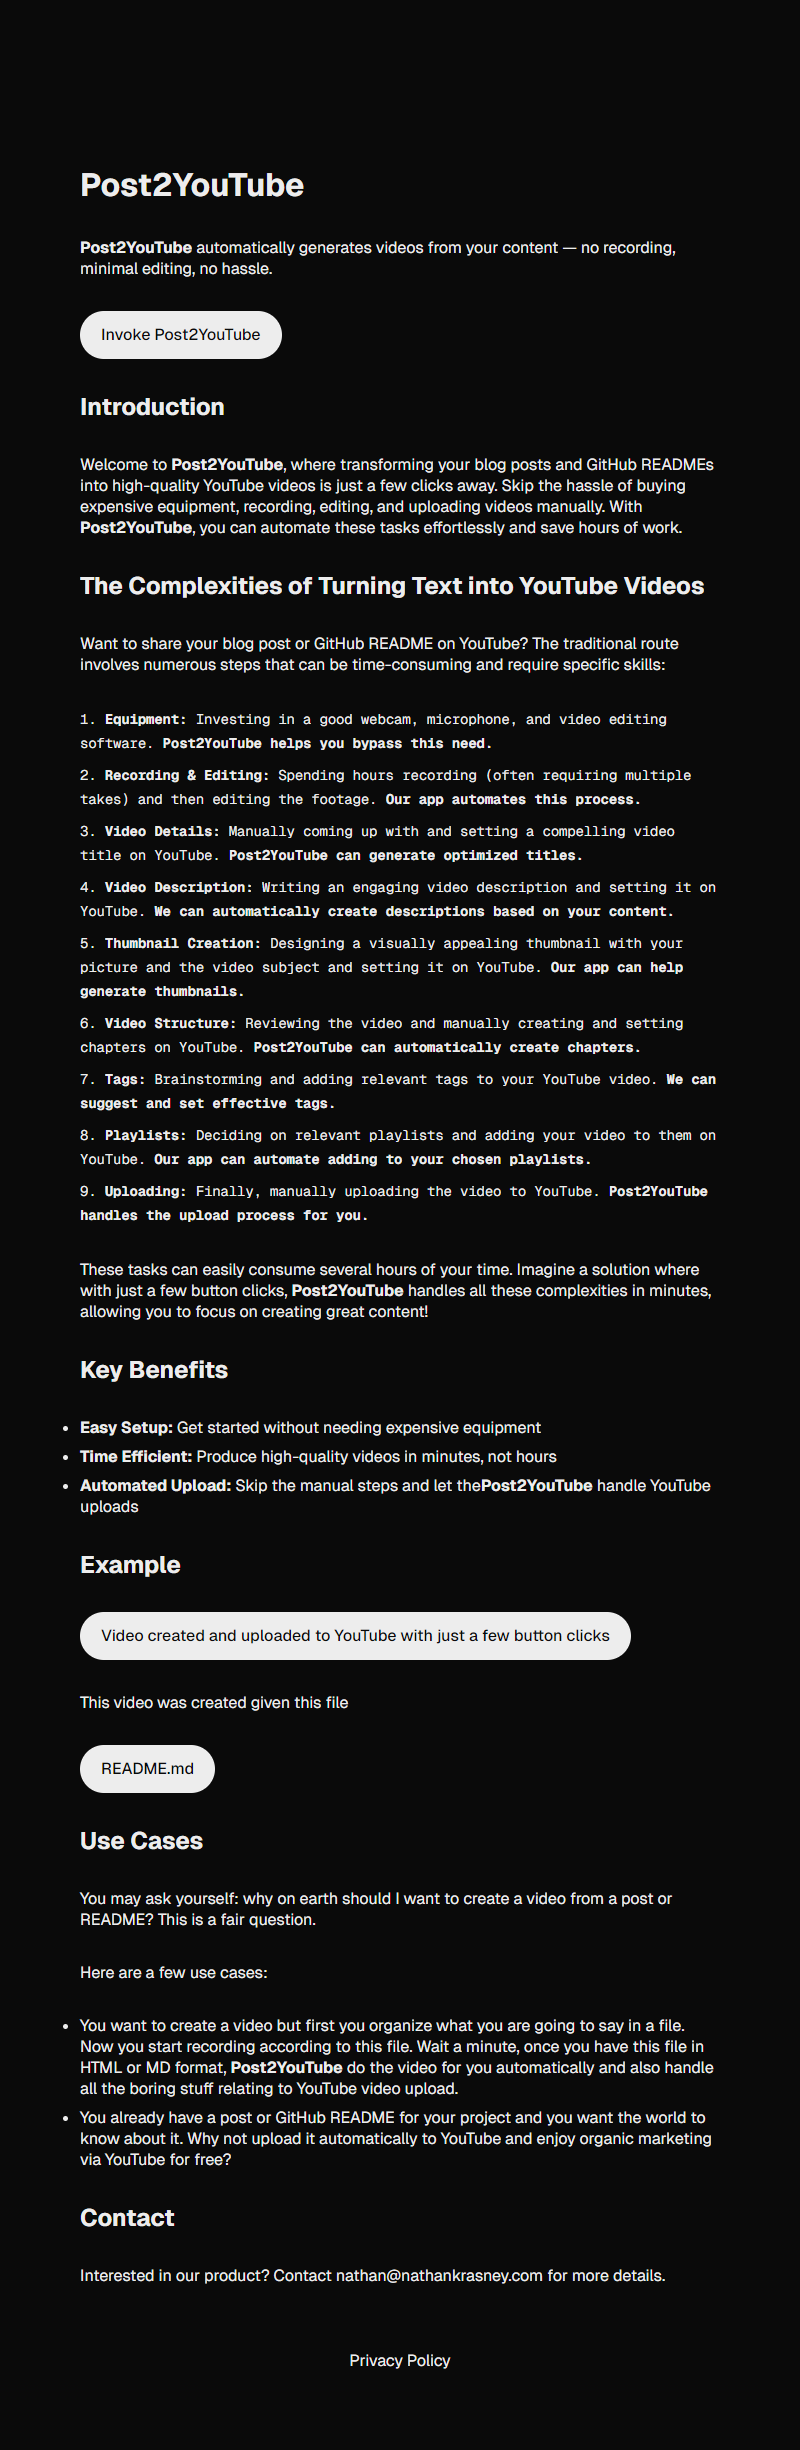 Post2YouTube
Post2YouTube automatically generates videos from your content — no recording,
minimal editing, no hassle.
Invoke Post2YouTube
Introduction
Welcome to Post2YouTube, where transforming your blog posts and GitHub READMEs
into high-quality YouTube videos is just a few clicks away. Skip the hassle of buying
expensive equipment, recording, editing, and uploading videos manually. With
Post2YouTube, you can automate these tasks effortlessly and save hours of work.
The Complexities of Turning Text into YouTube Videos
Want to share your blog post or GitHub README on YouTube? The traditional route
involves numerous steps that can be time-consuming and require specific skills:
1. Equipment: Investing in a good webcam, microphone, and video editing
software. Post2YouTube helps you bypass this need.
2. Recording & Editing: Spending hours recording (often requiring multiple
takes) and then editing the footage. Our app automates this process.
3. Video Details: Manually coming up with and setting a compelling video
title on YouTube. Post2YouTube can generate optimized titles.
4. Video Description: Writing an engaging video description and setting it on
YouTube. We can automatically create descriptions based on your content.
5. Thumbnail Creation: Designing a visually appealing thumbnail with your
picture and the video subject and setting it on YouTube. Our app can help
generate thumbnails.
6. Video Structure: Reviewing the video and manually creating and setting
chapters on YouTube. Post2YouTube can automatically create chapters.
7. Tags: Brainstorming and adding relevant tags to your YouTube video. We can
suggest and set effective tags.
8. Playlists: Deciding on relevant playlists and adding your video to them on
YouTube. Our app can automate adding to your chosen playlists.
9. Uploading: Finally, manually uploading the video to YouTube. Post2YouTube
handles the upload process for you.
These tasks can easily consume several hours of your time. Imagine a solution where
with just a few button clicks, Post2YouTube handles all these complexities in minutes,
allowing you to focus on creating great content!
Key Benefits
• Easy Setup: Get started without needing expensive equipment
• Time Efficient: Produce high-quality videos in minutes, not hours
• Automated Upload: Skip the manual steps and let thePost2YouTube handle YouTube
uploads
Example
Video created and uploaded to YouTube with just a few button clicks
This video was created given this file
README.md
Use Cases
You may ask yourself: why on earth should I want to create a video from a post or
README? This is a fair question.
Here are a few use cases:
• You want to create a video but first you organize what you are going to say in a file.
Now you start recording according to this file. Wait a minute, once you have this file in
HTML or MD format, Post2YouTube do the video for you automatically and also handle
all the boring stuff relating to YouTube video upload.
• You already have a post or GitHub README for your project and you want the world to
know about it. Why not upload it automatically to YouTube and enjoy organic marketing
via YouTube for free?
Contact
Interested in our product? Contact nathan@nathankrasney.com for more details.
Privacy Policy